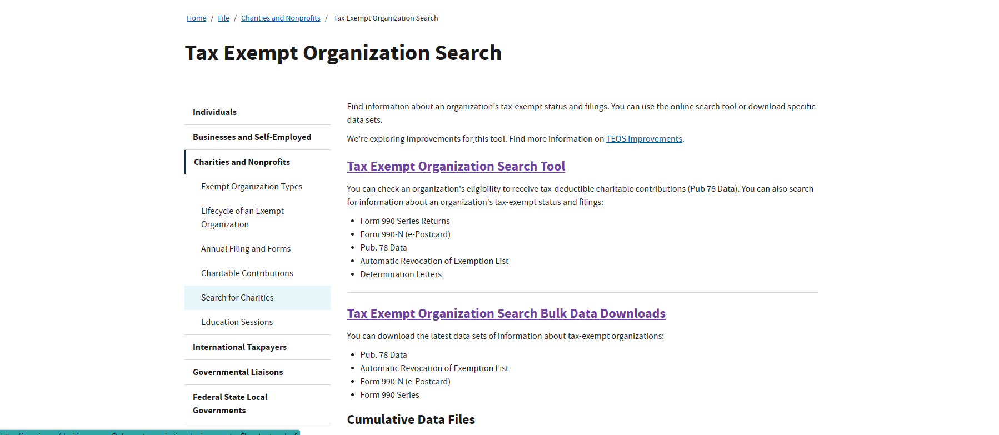 Home / File / Charities and Nonprofits / Tax Exempt Organization Search
Tax Exempt Organization Search
Individuals
Businesses and Self-Employed
Charities and Nonprofits
Exempt Organization Types
Lifecycle of an Exempt
Organization
Annual Filing and Forms
Charitable Contributions
Search for Charities
Education Sessions
International Taxpayers
Governmental Liaisons
Federal State Local
Governments
Find information about an organization's tax-exempt status and filings. You can use the online search tool or download specific
data sets.
We’re exploring improvements for this tool. Find more information on TEOS Improvements.
Tax Exempt Organization Search Tool
You can check an organization's eligibility to receive tax-deductible charitable contributions (Pub 78 Data). You can also search
for information about an organization's tax-exempt status and filings:
• Form 990 Series Returns
• Form 990-N (e-Postcard)
• Pub. 78 Data
• Automatic Revocation of Exemption List
• Determination Letters
Tax Exempt Organization Search Bulk Data Downloads
You can download the latest data sets of information about tax-exempt organizations:
• Pub. 78 Data
• Automatic Revocation of Exemption List
• Form 990-N (e-Postcard)
• Form 990 Series
Cumulative Data Files